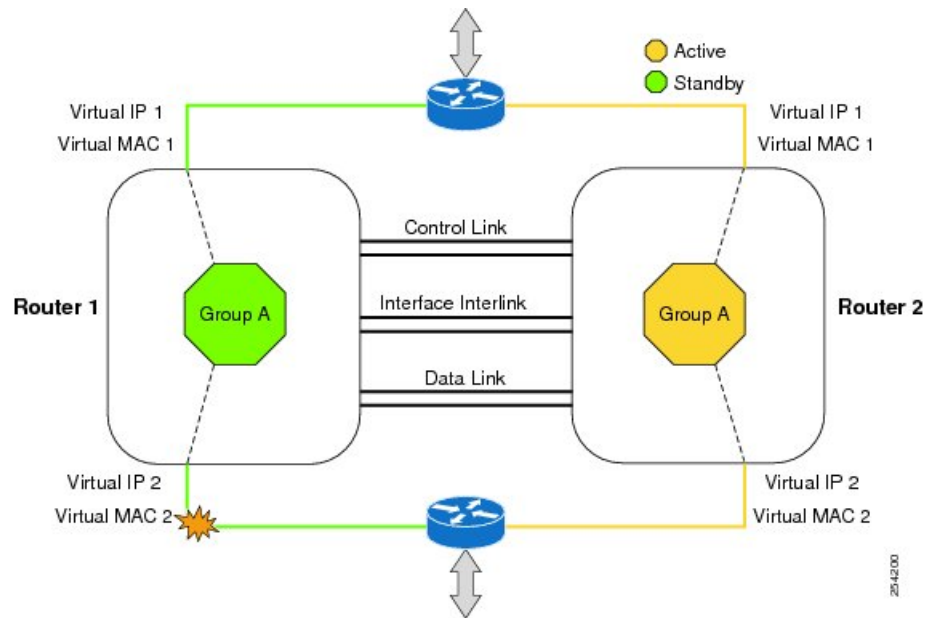 Active
Standby
Virtual IP 1
Virtual MAC 1
Virtual IP 1
Virtual MAC 1
Control Link
Router 1
Group A
Interface Interlink
Group A
Router 2
Data Link
Virtual IP 2
Virtual MAC 2
Virtual IP 2
Virtual MAC 2
254200